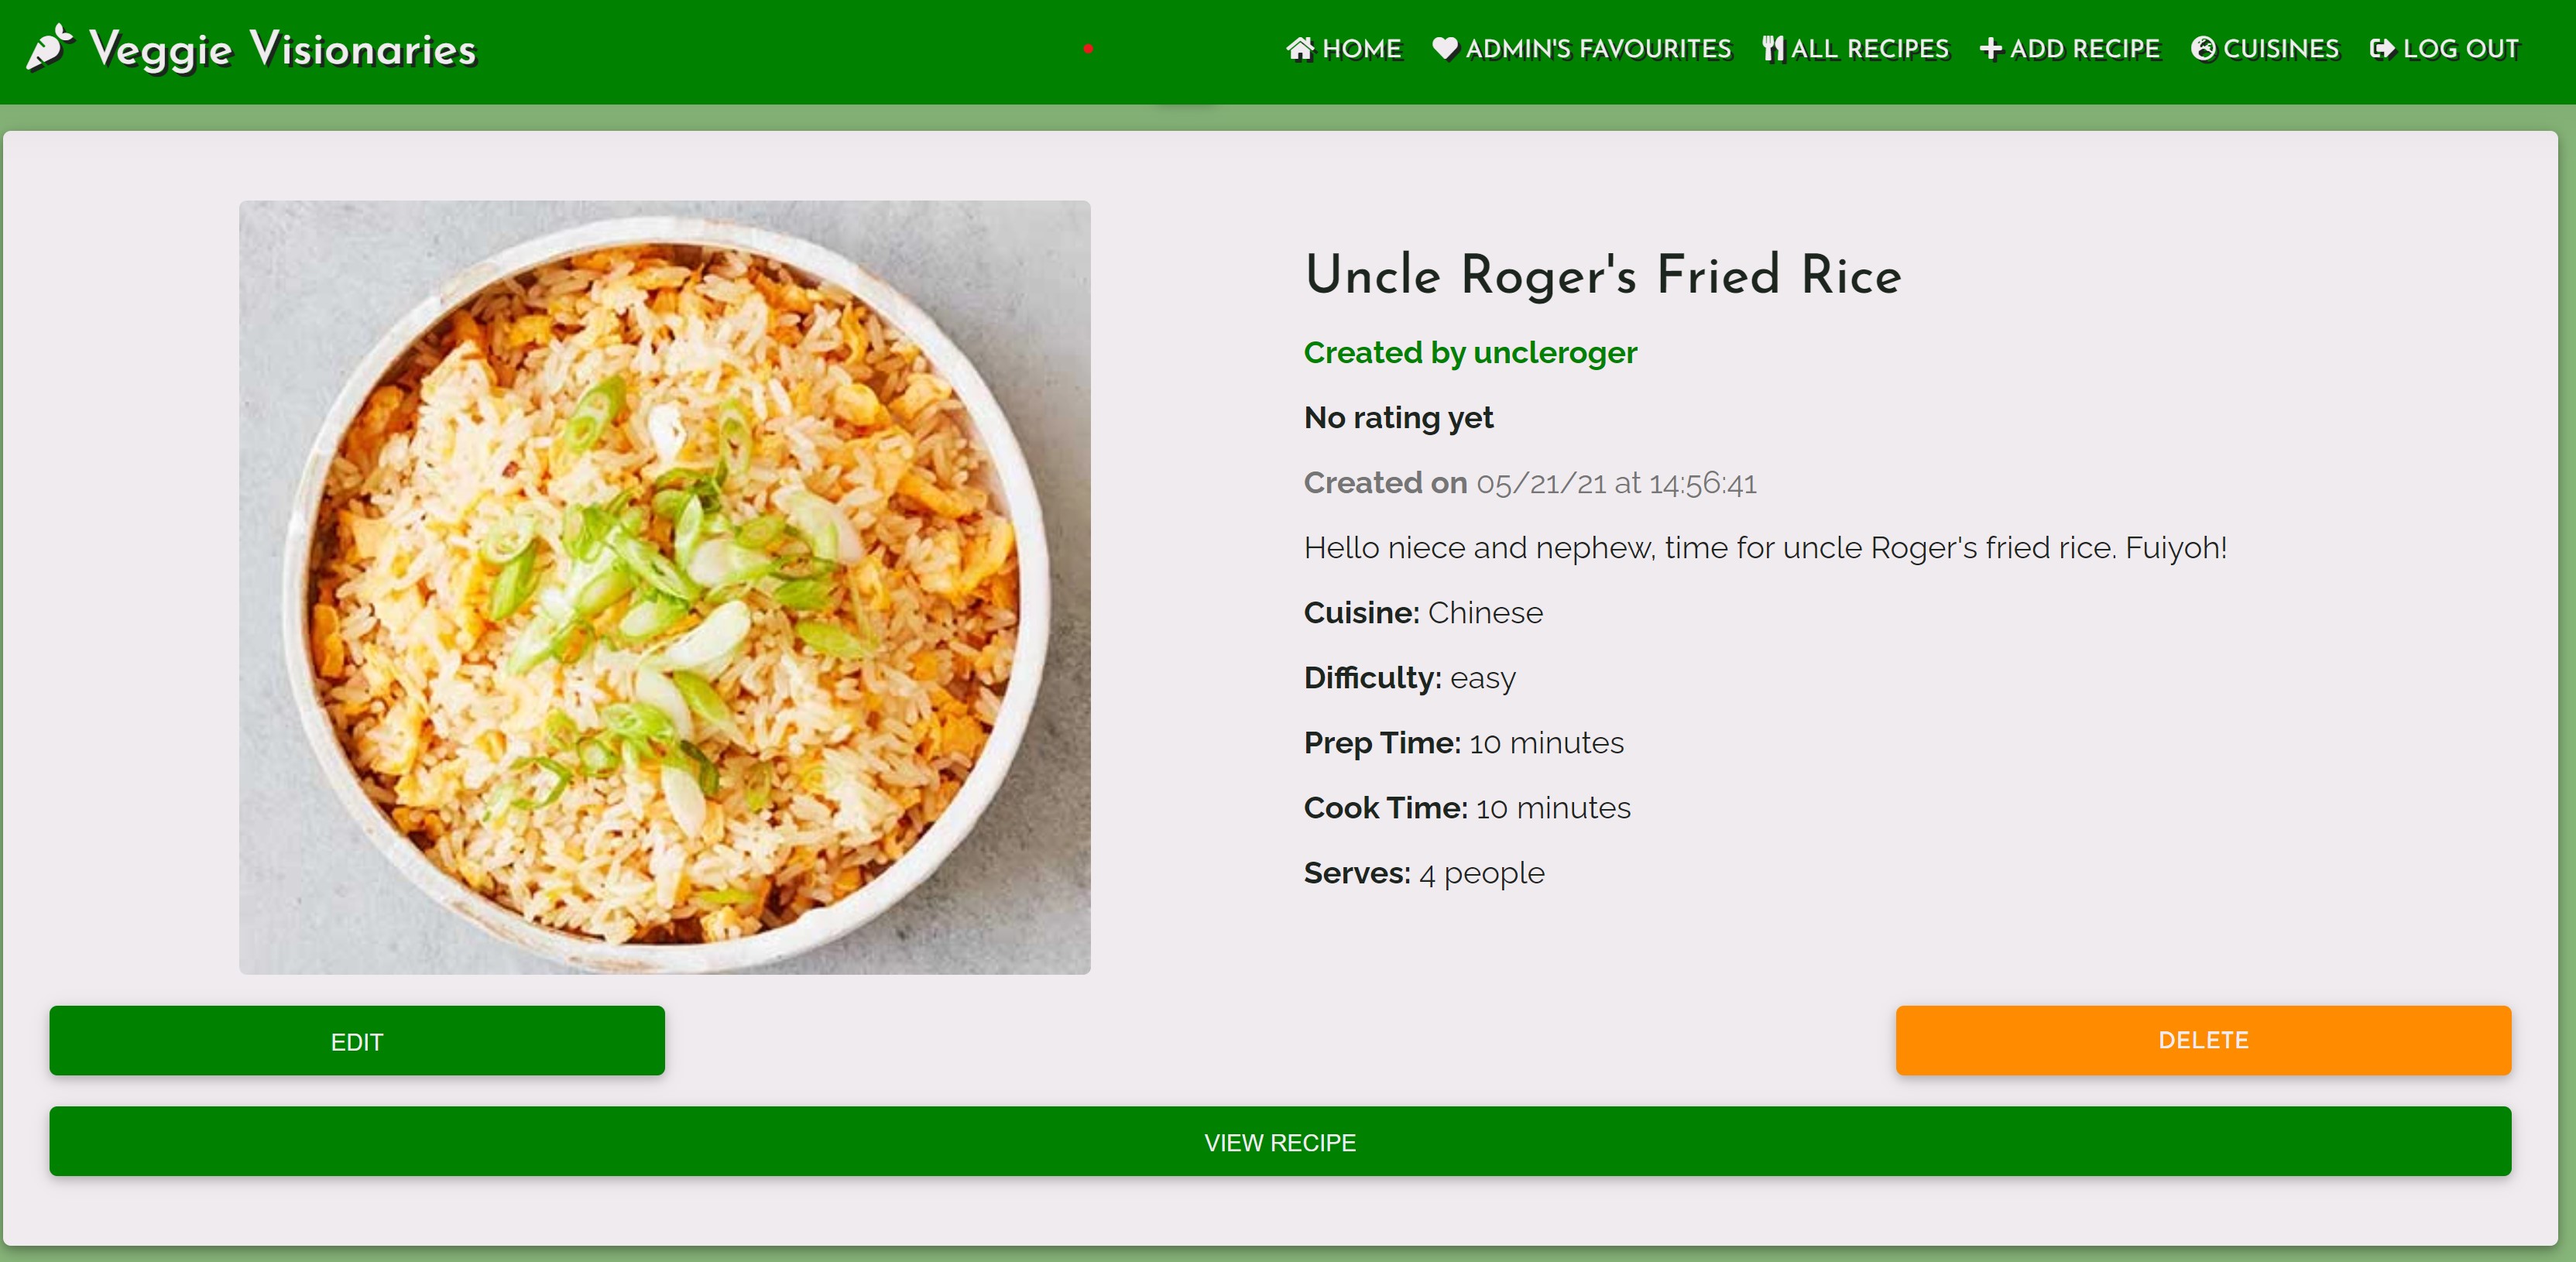 Veggie Visionaries
HOME ADMIN'S FAVOURITES ALL RECIPES ADD RECIPE CUISINES LOG OUT
Uncle Roger's Fried Rice
Created by uncleroger
No rating yet
Created on 05/21/21 at 14:56:41
Hello niece and nephew, time for uncle Roger's fried rice. Fuiyoh!
Cuisine: Chinese
Difficulty: easy
Prep Time: 10 minutes
Cook Time: 10 minutes
Serves: 4 people
EDIT
DELETE
VIEW RECIPE